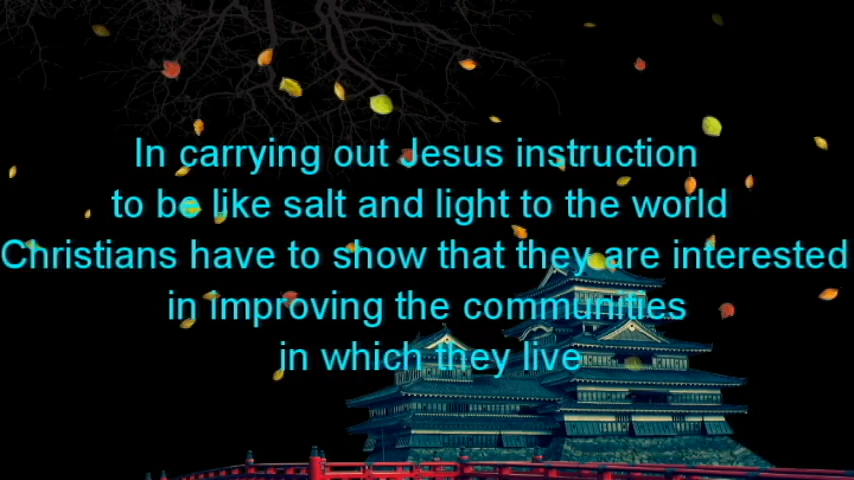 In carrying out Jesus instruction
to be like salt and light to the world
Christians have to show that they are interested
in improving the communities
in which they live